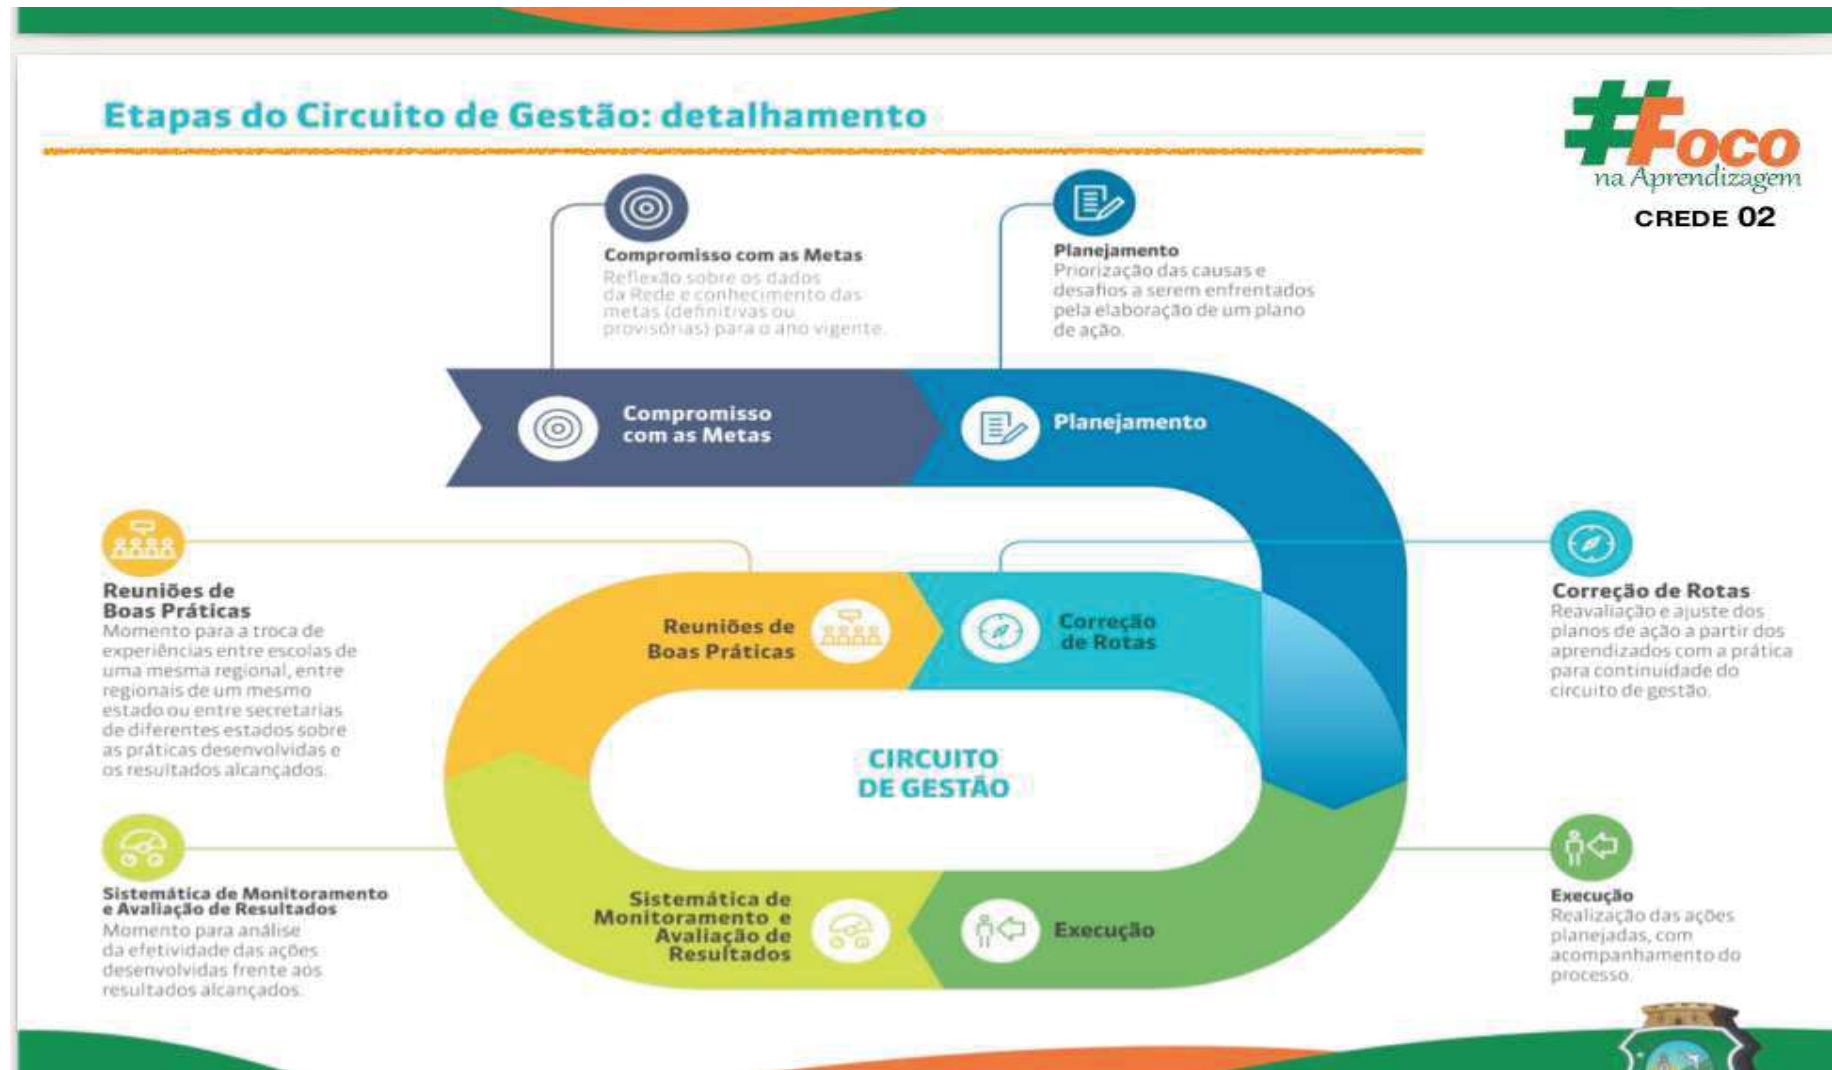 Etapas do Circuito de Gestão: detalhamento
#Foco
na Aprendizagem
CREDE 02
Compromisso com as Metas
Reflexão sobre os dados
da Rede e conhecimento das
metas (definitivas ou
provisórias) para o ano vigente.
Planejamento
Priorização das causas e
desafios a serem enfrentados
pela elaboração de um plano
de ação.
Compromisso
com as Metas
Planejamento
Reuniões de
Boas Práticas
Momento para a troca de
experiências entre escolas de
uma mesma regional, entre
regionais de um mesmo
estado ou entre secretarias
de diferentes estados sobre
as práticas desenvolvidas e
os resultados alcançados.
Reuniões de
Boas Práticas
Correção
de Rotas
Correção de Rotas
Reavaliação e ajuste dos
planos de ação a partir dos
aprendizados com a prática
para continuidade do
circuito de gestão.
CIRCUITO
DE GESTÃO
Sistemática de Monitoramento
e Avaliação de Resultados
Momento para análise
da efetividade das ações
desenvolvidas frente aos
resultados alcançados.
Sistemática de
Monitoramento e
Avaliação de
Resultados
Execução
Execução
Realização das ações
planejadas, com
acompanhamento do
processo.